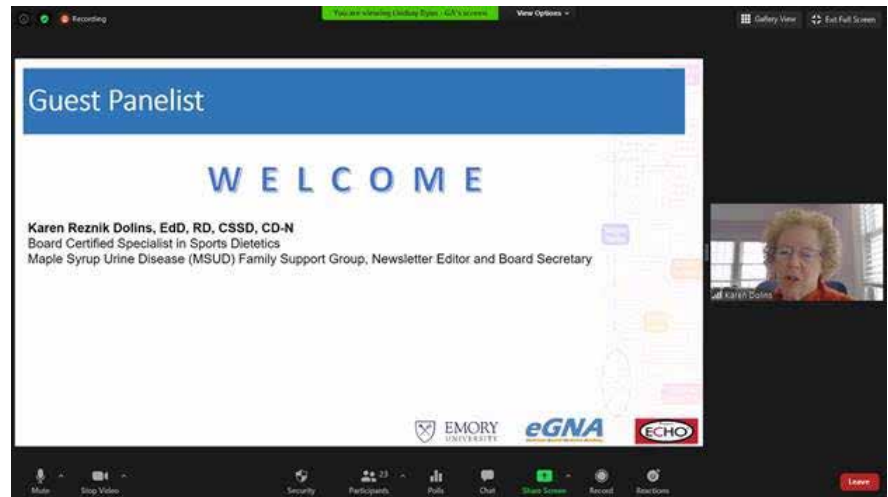 Recording
You are viewing Lindsay Ryan - GA's screen
View Options
Gallery View
Exit Full Screen
Guest Panelist
WELCOME
Karen Reznik Dolins, EdD, RD, CSSD, CD-N
Board Certified Specialist in Sports Dietetics
Maple Syrup Urine Disease (MSUD) Family Support Group, Newsletter Editor and Board Secretary
Karen Dolins
EMORY
UNIVERSITY
eGNA
ECHO
Mute
Stop Video
Security
Participants
23
Polls
Chat
Share Screen
Record
Reactions
Leave